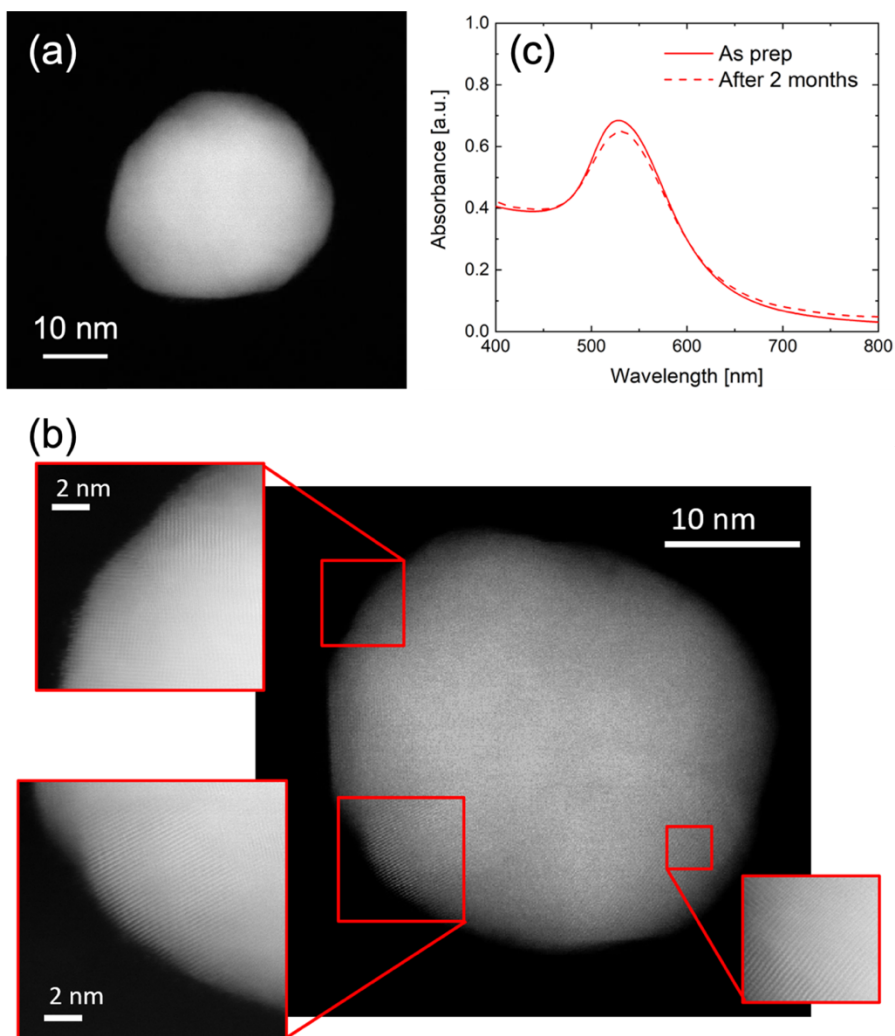 (a)
10 nm
(c)
As prep
After 2 months
1.0
0.8
0.6
0.4
0.2
0.0
Absorbance [a.u.]
400 500 600 700 800
Wavelength [nm]
(b)
2 nm
10 nm
2 nm